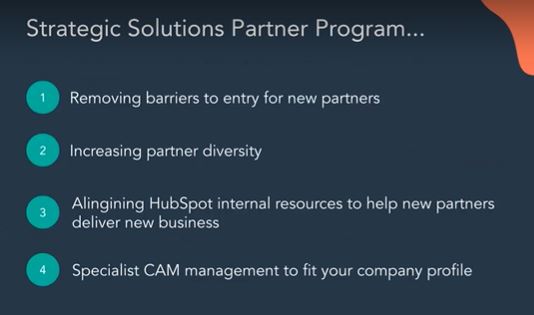 Strategic Solutions Partner Program...
1 Removing barriers to entry for new partners
2 Increasing partner diversity
3 Alingining HubSpot internal resources to help new partners
deliver new business
4 Specialist CAM management to fit your company profile